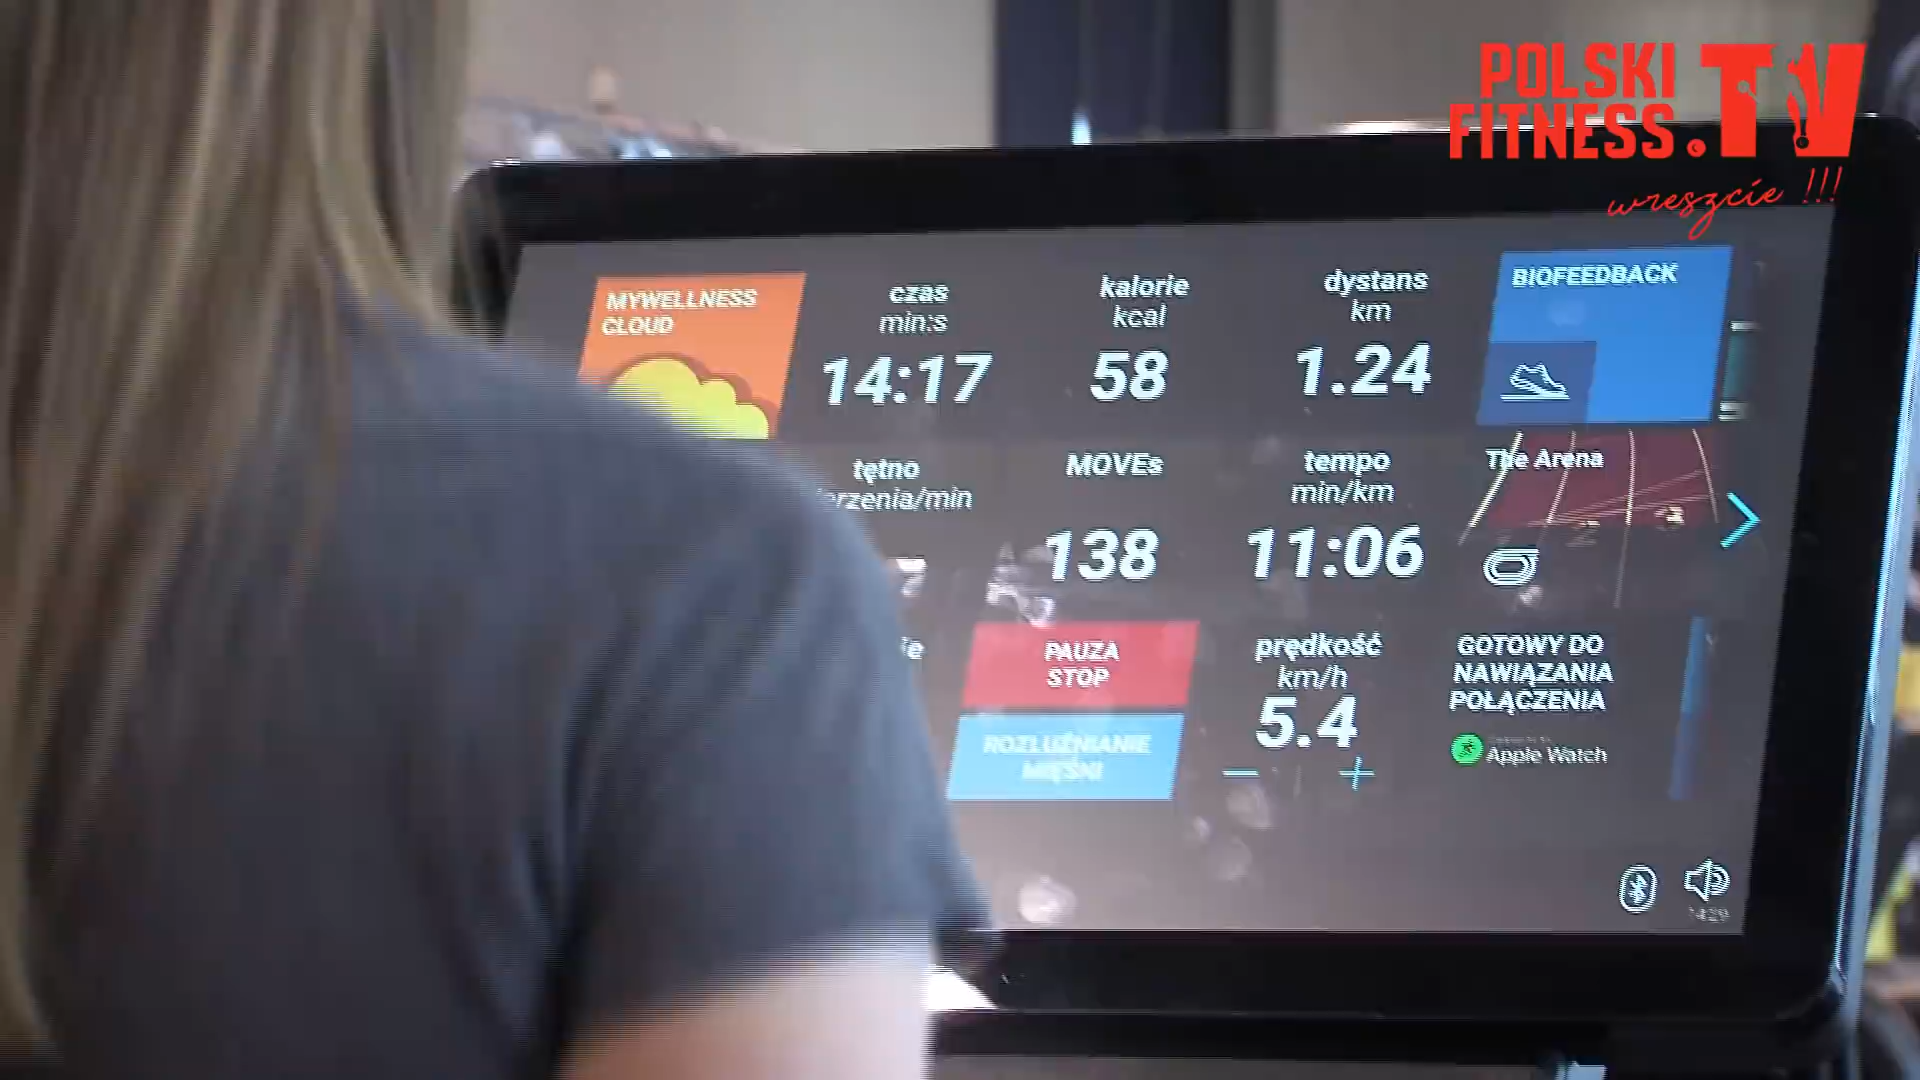 POLSKI
FITNESS.TV
wreszcie !!!
MYWELLNESS
CLOUD
czas
min:s
14:17
kalorie
kcal
58
dystans
km
1.24
BIOFEEDBACK
tętno
MOVEs
138
tempo
min/km
11:06
The Arena
PAUZA
STOP
ROZLUŹNIANIE
MIĘŚNI
prędkość
km/h
5.4
− +
GOTOWY DO
NAWIĄZANIA
POŁĄCZENIA
Apple Watch
14:29